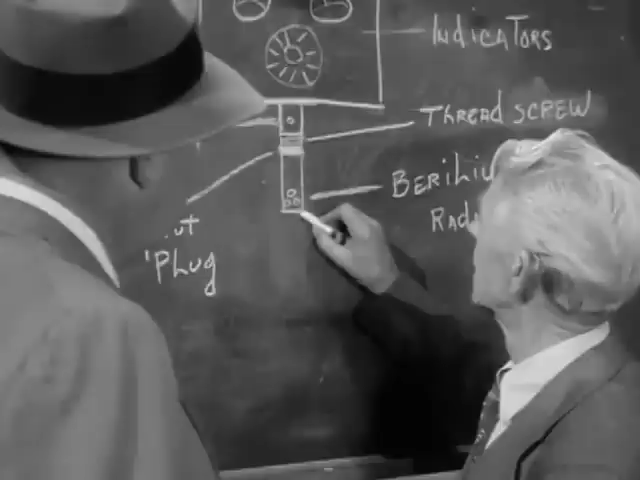 INDICATORS
THREAD SCREW
BERILIU
RAD
ut
'PLUG